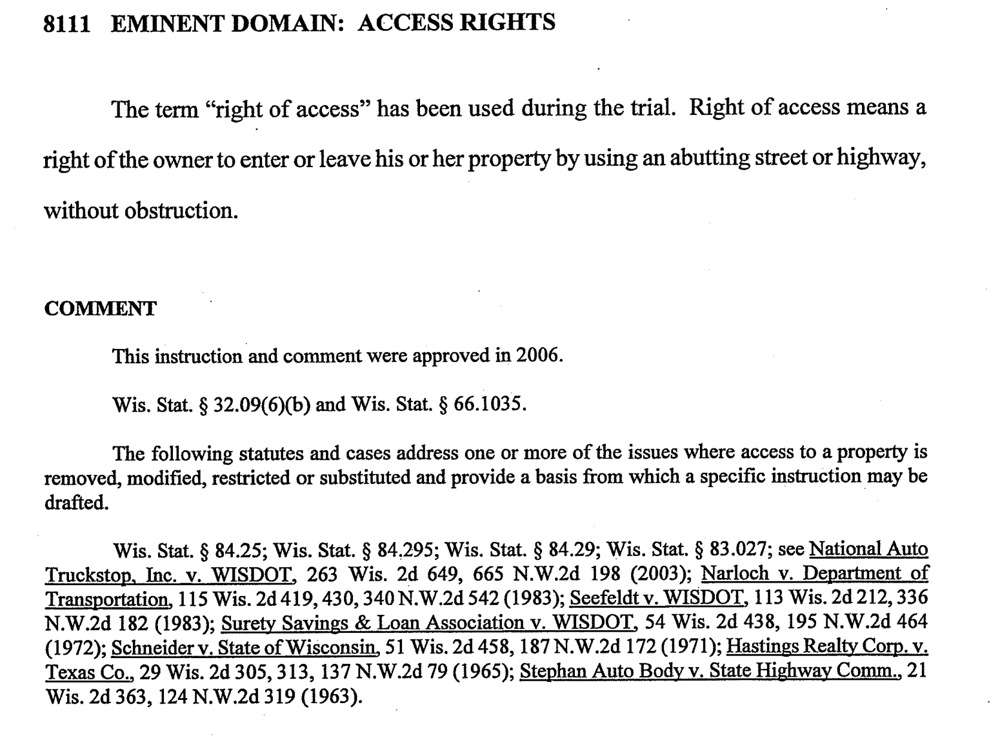 8111 EMINENT DOMAIN: ACCESS RIGHTS
The term “right of access” has been used during the trial. Right of access means a
right of the owner to enter or leave his or her property by using an abutting street or highway,
without obstruction.
COMMENT
This instruction and comment were approved in 2006.
Wis. Stat. § 32.09(6)(b) and Wis. Stat. § 66.1035.
The following statutes and cases address one or more of the issues where access to a property is
removed, modified, restricted or substituted and provide a basis from which a specific instruction may be
drafted.
Wis. Stat. § 84.25; Wis. Stat. § 84.295; Wis. Stat. § 84.29; Wis. Stat. § 83.027; see National Auto
Truckstop, Inc. v. WISDOT, 263 Wis. 2d 649, 665 N.W.2d 198 (2003); Narloch v. Department of
Transportation, 115 Wis. 2d 419, 430, 340 N.W.2d 542 (1983); Seefeldt v. WISDOT, 113 Wis. 2d 212, 336
N.W.2d 182 (1983); Surety Savings & Loan Association v. WISDOT, 54 Wis. 2d 438, 195 N.W.2d 464
(1972); Schneider v. State of Wisconsin, 51 Wis. 2d 458, 187 N.W.2d 172 (1971); Hastings Realty Corp. v.
Texas Co., 29 Wis. 2d 305, 313, 137 N.W.2d 79 (1965); Stephan Auto Body v. State Highway Comm., 21
Wis. 2d 363, 124 N.W.2d 319 (1963).